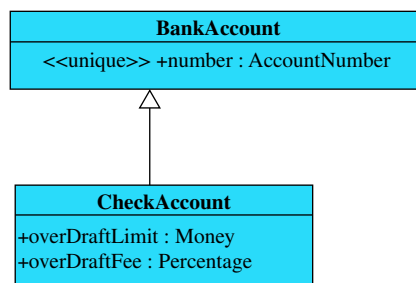 BankAccount
<<unique>> +number : AccountNumber
CheckAccount
+overDraftLimit : Money
+overDraftFee : Percentage